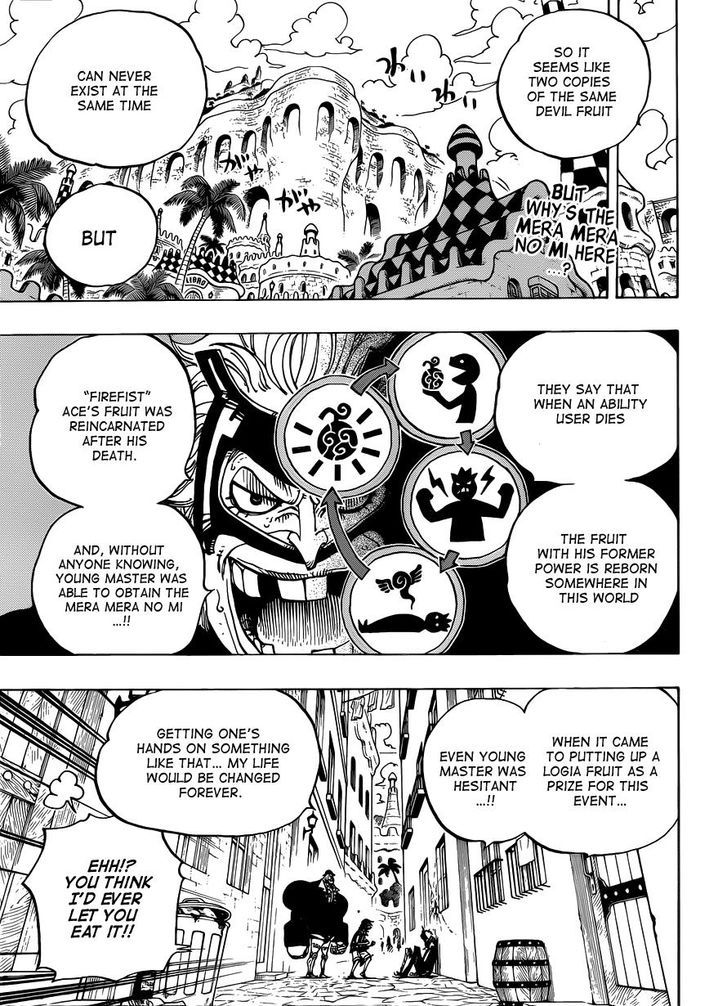 SO IT
SEEMS LIKE
TWO COPIES
OF THE SAME
DEVIL FRUIT
CAN NEVER
EXIST AT THE
SAME TIME
BUT
WHY'S THE
MERA MERA
NO MI HERE
...?
BUT
LIBRO
THEY SAY THAT
WHEN AN ABILITY
USER DIES
THE FRUIT
WITH HIS FORMER
POWER IS REBORN
SOMEWHERE IN
THIS WORLD
"FIREFIST"
ACE'S FRUIT WAS
REINCARNATED
AFTER HIS
DEATH.
AND, WITHOUT
ANYONE KNOWING,
YOUNG MASTER WAS
ABLE TO OBTAIN THE
MERA MERA NO MI
...!!
WHEN IT CAME
TO PUTTING UP A
LOGIA FRUIT AS A
PRIZE FOR THIS
EVENT...
EVEN YOUNG
MASTER WAS
HESITANT
...!!
GETTING ONE'S
HANDS ON SOMETHING
LIKE THAT... MY LIFE
WOULD BE CHANGED
FOREVER.
EHH!?
YOU THINK
I'D EVER
LET YOU
EAT IT!!